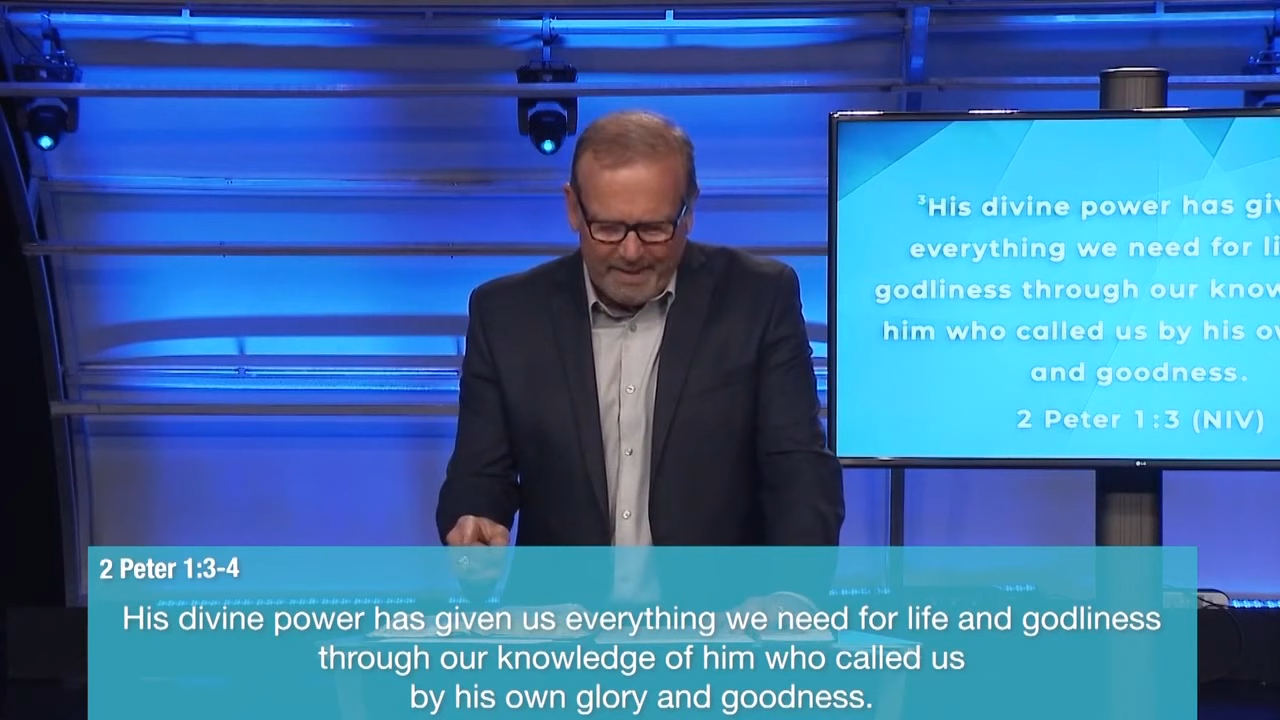 ³His divine power has
everything we need for
godliness through our
him who called us by his
and goodness.
2 Peter 1:3 (NIV)
LG
2 Peter 1:3-4
His divine power has given us everything we need for life and godliness
through our knowledge of him who called us
by his own glory and goodness.